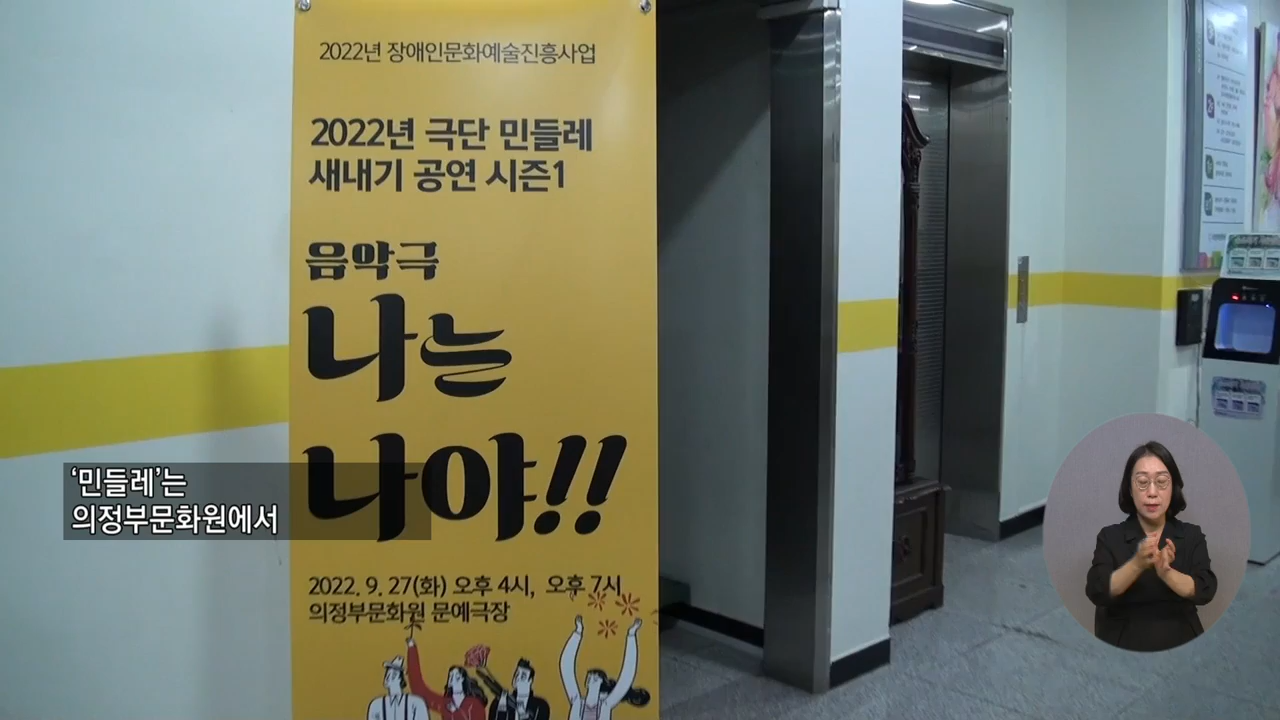 2022년 장애인문화예술진흥사업
2022년 극단 민들레
새내기 공연 시즌1
음악극
나는
나야!!
2022. 9. 27(화) 오후 4시, 오후 7시
의정부문화원 문예극장
‘민들레’는
의정부문화원에서